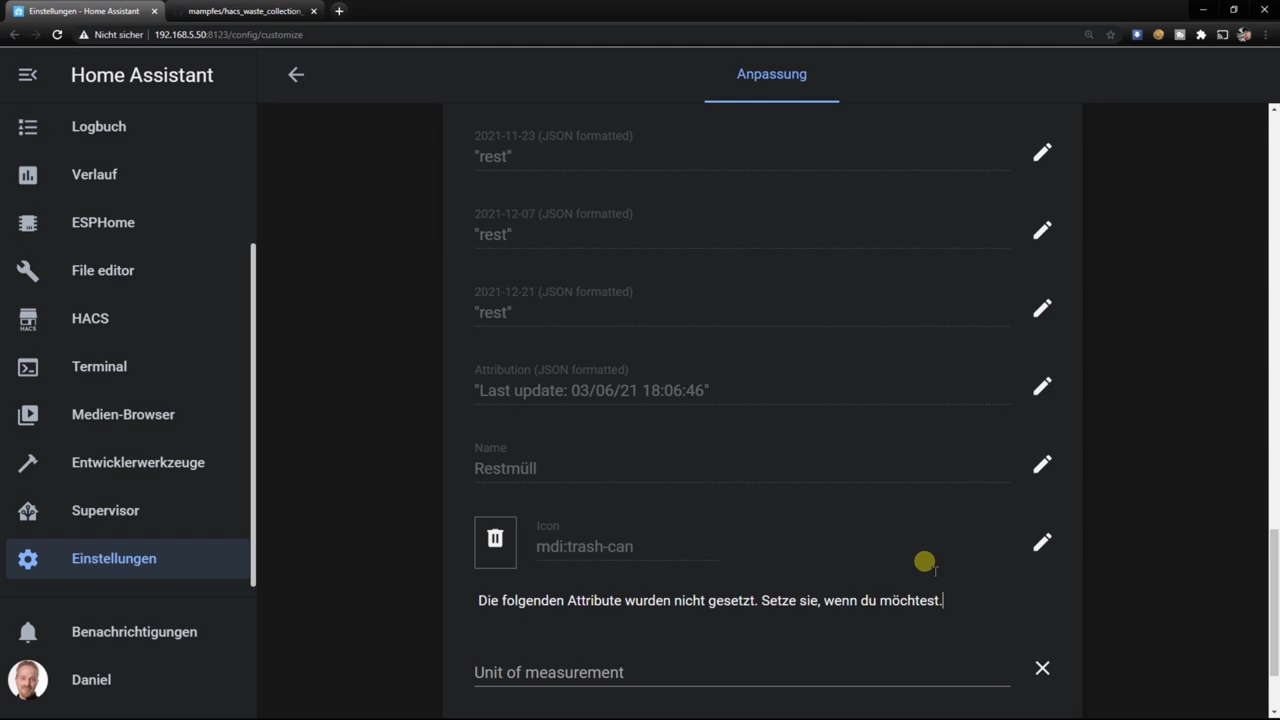 Einstellungen - Home Assistant
mampfes/hacs_waste_collection_
Nicht sicher
192.168.5.50:8123/config/customize
Home Assistant
Anpassung
Logbuch
Verlauf
ESPHome
File editor
HACS
HACS
Terminal
Medien-Browser
Entwicklerwerkzeuge
Supervisor
Einstellungen
Benachrichtigungen
Daniel
2021-11-23 (JSON formatted)
"rest"
2021-12-07 (JSON formatted)
"rest"
2021-12-21 (JSON formatted)
"rest"
Attribution (JSON formatted)
"Last update: 03/06/21 18:06:46"
Name
Restmüll
Icon
mdi:trash-can
Die folgenden Attribute wurden nicht gesetzt. Setze sie, wenn du möchtest.
Unit of measurement